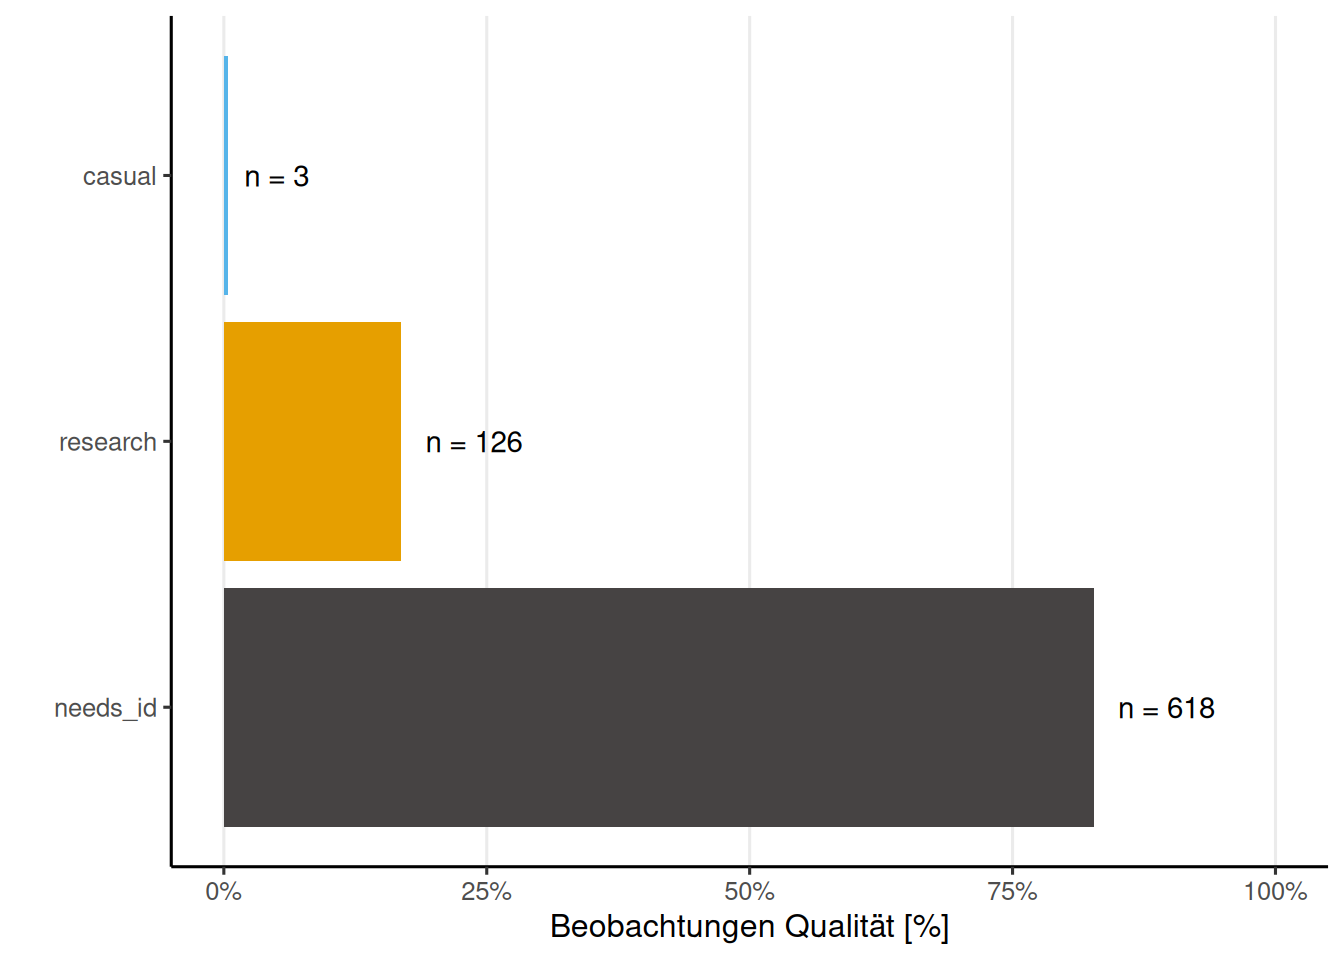 casual
n = 3
research
n = 126
needs_id
n = 618
0% 25% 50% 75% 100%
Beobachtungen Qualität [%]